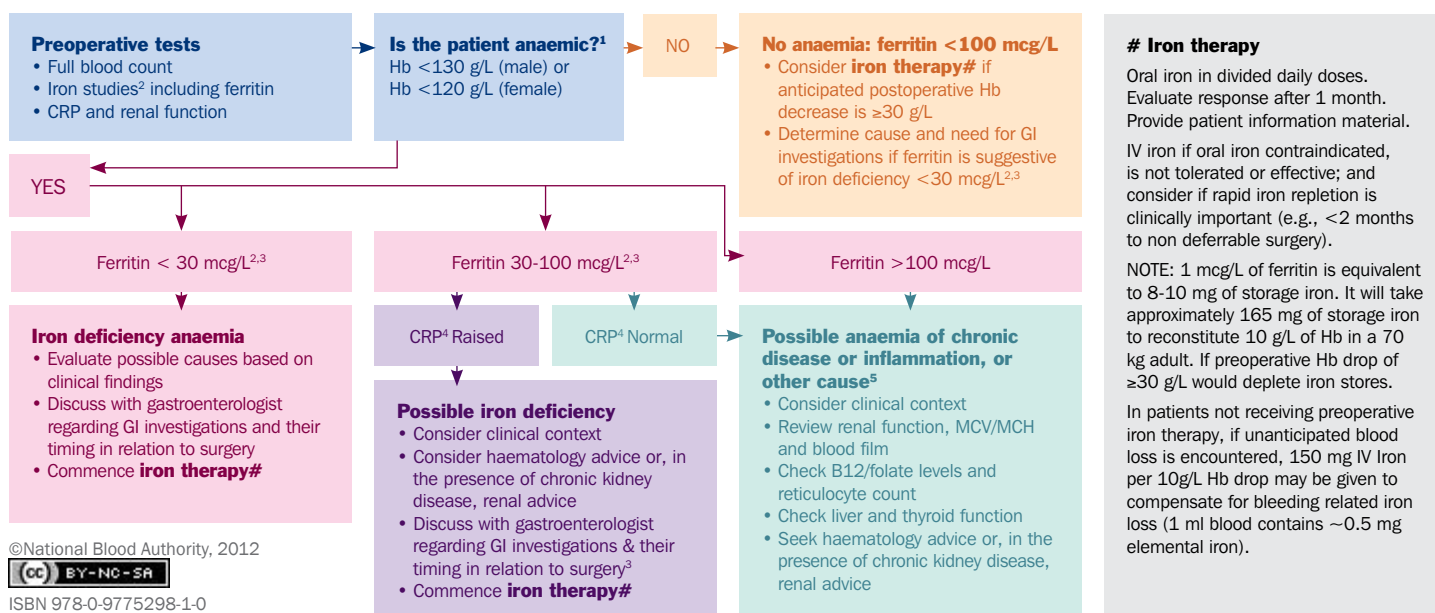 Preoperative tests
• Full blood count
• Iron studies² including ferritin
• CRP and renal function
Is the patient anaemic?¹
Hb <130 g/L (male) or
Hb <120 g/L (female)
NO
No anaemia: ferritin <100 mcg/L
• Consider iron therapy# if
anticipated postoperative Hb
decrease is ≥30 g/L
• Determine cause and need for GI
investigations if ferritin is suggestive
of iron deficiency <30 mcg/L²,³
YES
Ferritin < 30 mcg/L²,³
Ferritin 30-100 mcg/L²,³
Ferritin >100 mcg/L
Iron deficiency anaemia
• Evaluate possible causes based on
clinical findings
• Discuss with gastroenterologist
regarding GI investigations and their
timing in relation to surgery
• Commence iron therapy#
CRP⁴ Raised
CRP⁴ Normal
Possible iron deficiency
• Consider clinical context
• Consider haematology advice or, in
the presence of chronic kidney
disease, renal advice
• Discuss with gastroenterologist
regarding GI investigations & their
timing in relation to surgery³
• Commence iron therapy#
Possible anaemia of chronic
disease or inflammation, or
other cause⁵
• Consider clinical context
• Review renal function, MCV/MCH
and blood film
• Check B12/folate levels and
reticulocyte count
• Check liver and thyroid function
• Seek haematology advice or, in the
presence of chronic kidney disease,
renal advice
# Iron therapy
Oral iron in divided daily doses.
Evaluate response after 1 month.
Provide patient information material.
IV iron if oral iron contraindicated,
is not tolerated or effective; and
consider if rapid iron repletion is
clinically important (e.g., <2 months
to non deferrable surgery).
NOTE: 1 mcg/L of ferritin is equivalent
to 8-10 mg of storage iron. It will take
approximately 165 mg of storage iron
to reconstitute 10 g/L of Hb in a 70
kg adult. If preoperative Hb drop of
≥30 g/L would deplete iron stores.
In patients not receiving preoperative
iron therapy, if unanticipated blood
loss is encountered, 150 mg IV Iron
per 10g/L Hb drop may be given to
compensate for bleeding related iron
loss (1 ml blood contains ~0.5 mg
elemental iron).
©National Blood Authority, 2012
cc BY-NC-SA
ISBN 978-0-9775298-1-0